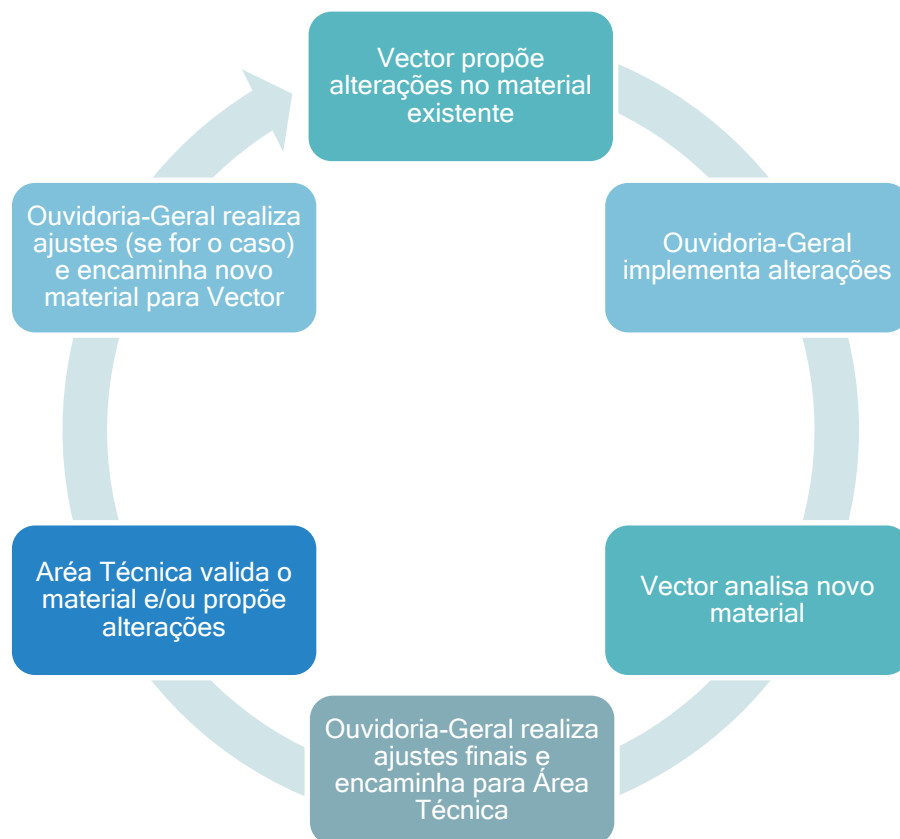 Vector propõe
alterações no material
existente
Ouvidoria-Geral
implementa alterações
Vector analisa novo
material
Ouvidoria-Geral realiza
ajustes finais e
encaminha para Área
Técnica
Aréa Técnica valida o
material e/ou propõe
alterações
Ouvidoria-Geral realiza
ajustes (se for o caso)
e encaminha novo
material para Vector